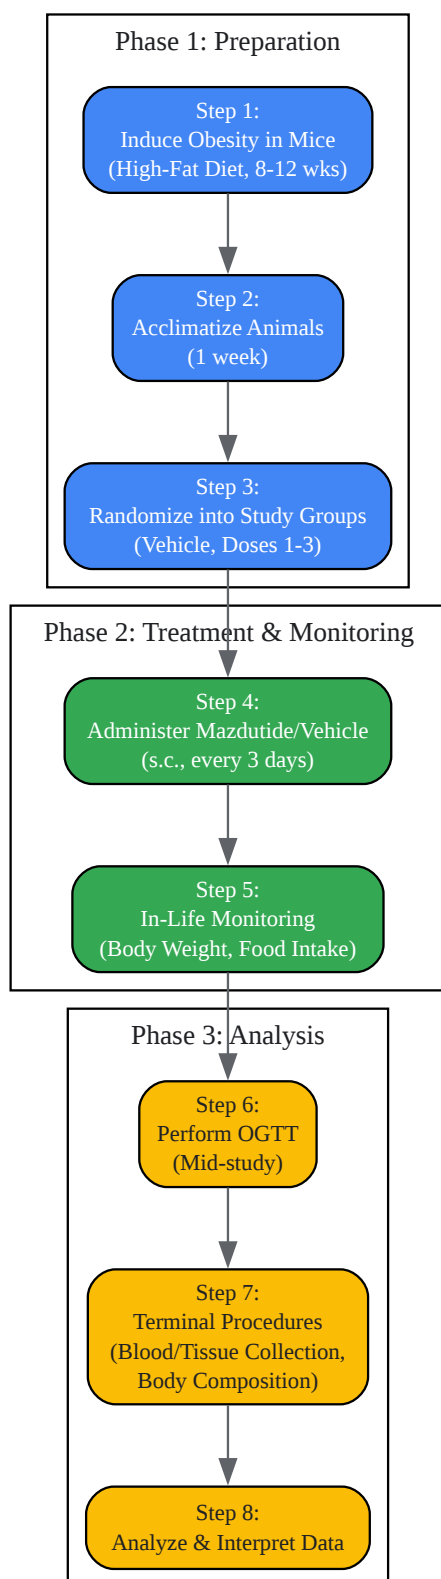 Phase 1: Preparation
Step 1:
Induce Obesity in Mice
(High-Fat Diet, 8-12 wks)
Step 2:
Acclimatize Animals
(1 week)
Step 3:
Randomize into Study Groups
(Vehicle, Doses 1-3)
Phase 2: Treatment & Monitoring
Step 4:
Administer Mazdutide/Vehicle
(s.c., every 3 days)
Step 5:
In-Life Monitoring
(Body Weight, Food Intake)
Phase 3: Analysis
Step 6:
Perform OGTT
(Mid-study)
Step 7:
Terminal Procedures
(Blood/Tissue Collection,
Body Composition)
Step 8:
Analyze & Interpret Data